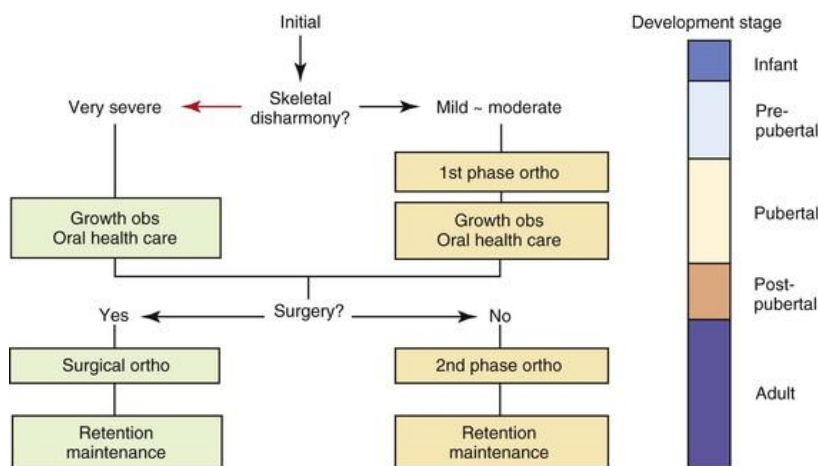 Initial
Skeletal
disharmony?
Very severe
Mild ~ moderate
1st phase ortho
Growth obs
Oral health care
Growth obs
Oral health care
Surgery?
Yes
No
Surgical ortho
2nd phase ortho
Retention
maintenance
Retention
maintenance
Development stage
Infant
Pre-
pubertal
Pubertal
Post-
pubertal
Adult